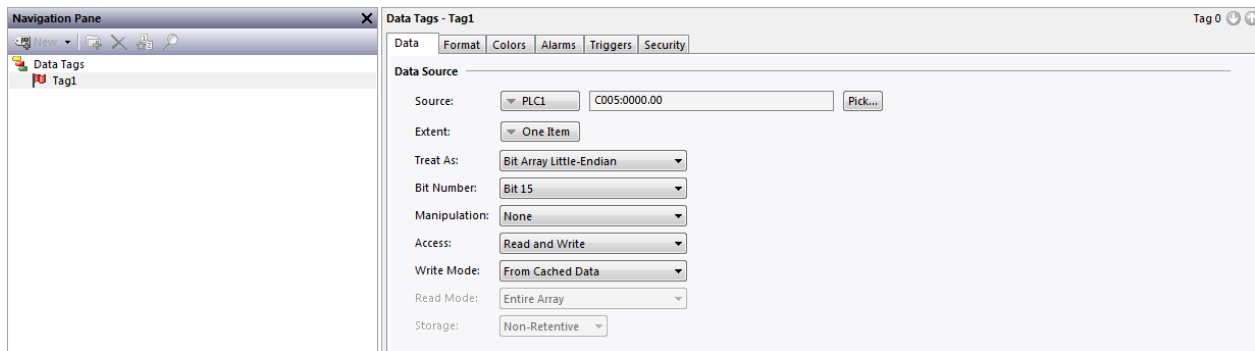 Navigation Pane
New
Data Tags
Tag1
Data Tags - Tag1
Tag 0
Data Format Colors Alarms Triggers Security
Data Source
Source: PLC1 C005:0000.00 Pick...
Extent: One Item
Treat As: Bit Array Little-Endian
Bit Number: Bit 15
Manipulation: None
Access: Read and Write
Write Mode: From Cached Data
Read Mode: Entire Array
Storage: Non-Retentive